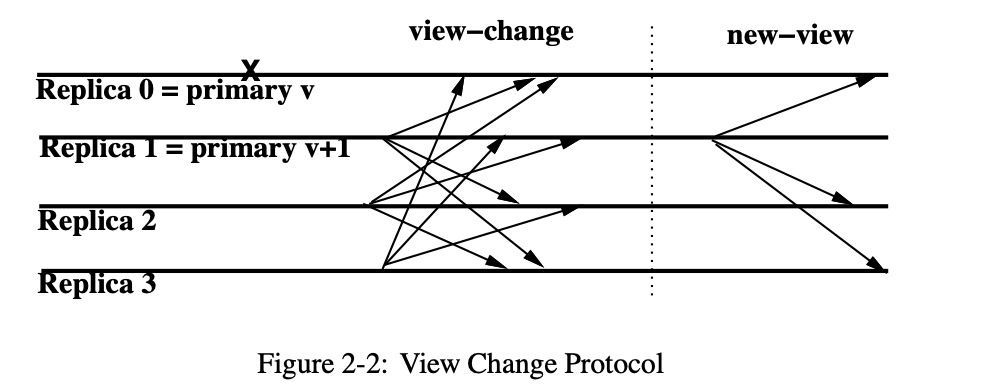 view−change
new−view
X
Replica 0 = primary v
Replica 1 = primary v+1
Replica 2
Replica 3
Figure 2-2: View Change Protocol